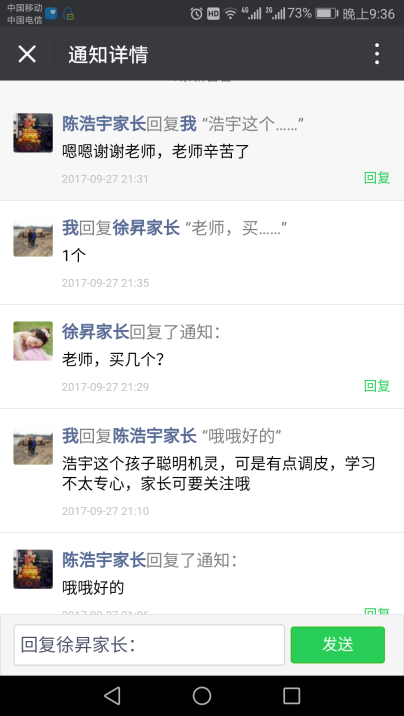 中国移动
中国电信
HD
4G
2G
73%
晚上9:36
通知详情
陈浩宇家长回复我 “浩宇这个……”
嗯嗯谢谢老师，老师辛苦了
2017-09-27 21:31
回复
我回复徐昇家长 “老师，买……”
1个
2017-09-27 21:35
徐昇家长回复了通知：
老师，买几个？
2017-09-27 21:29
回复
我回复陈浩宇家长 “哦哦好的”
浩宇这个孩子聪明机灵，可是有点调皮，学习
不太专心，家长可要关注哦
2017-09-27 21:10
陈浩宇家长回复了通知：
哦哦好的
回复
回复徐昇家长：
发送